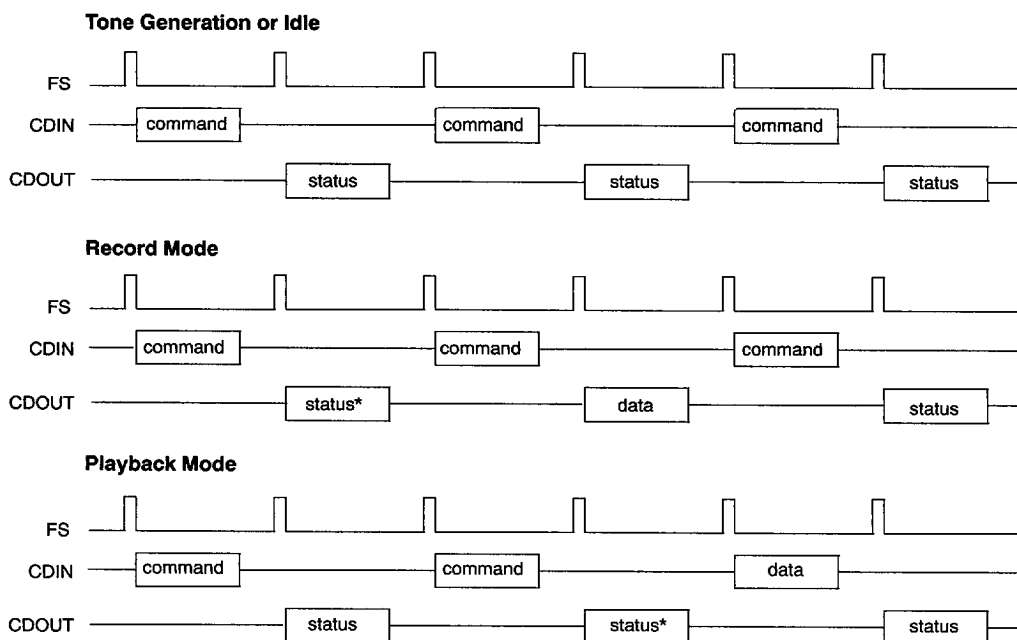 Tone Generation or Idle
FS
CDIN command command command
CDOUT status status status
Record Mode
FS
CDIN command command command
CDOUT status* data status
Playback Mode
FS
CDIN command command data
CDOUT status status* status